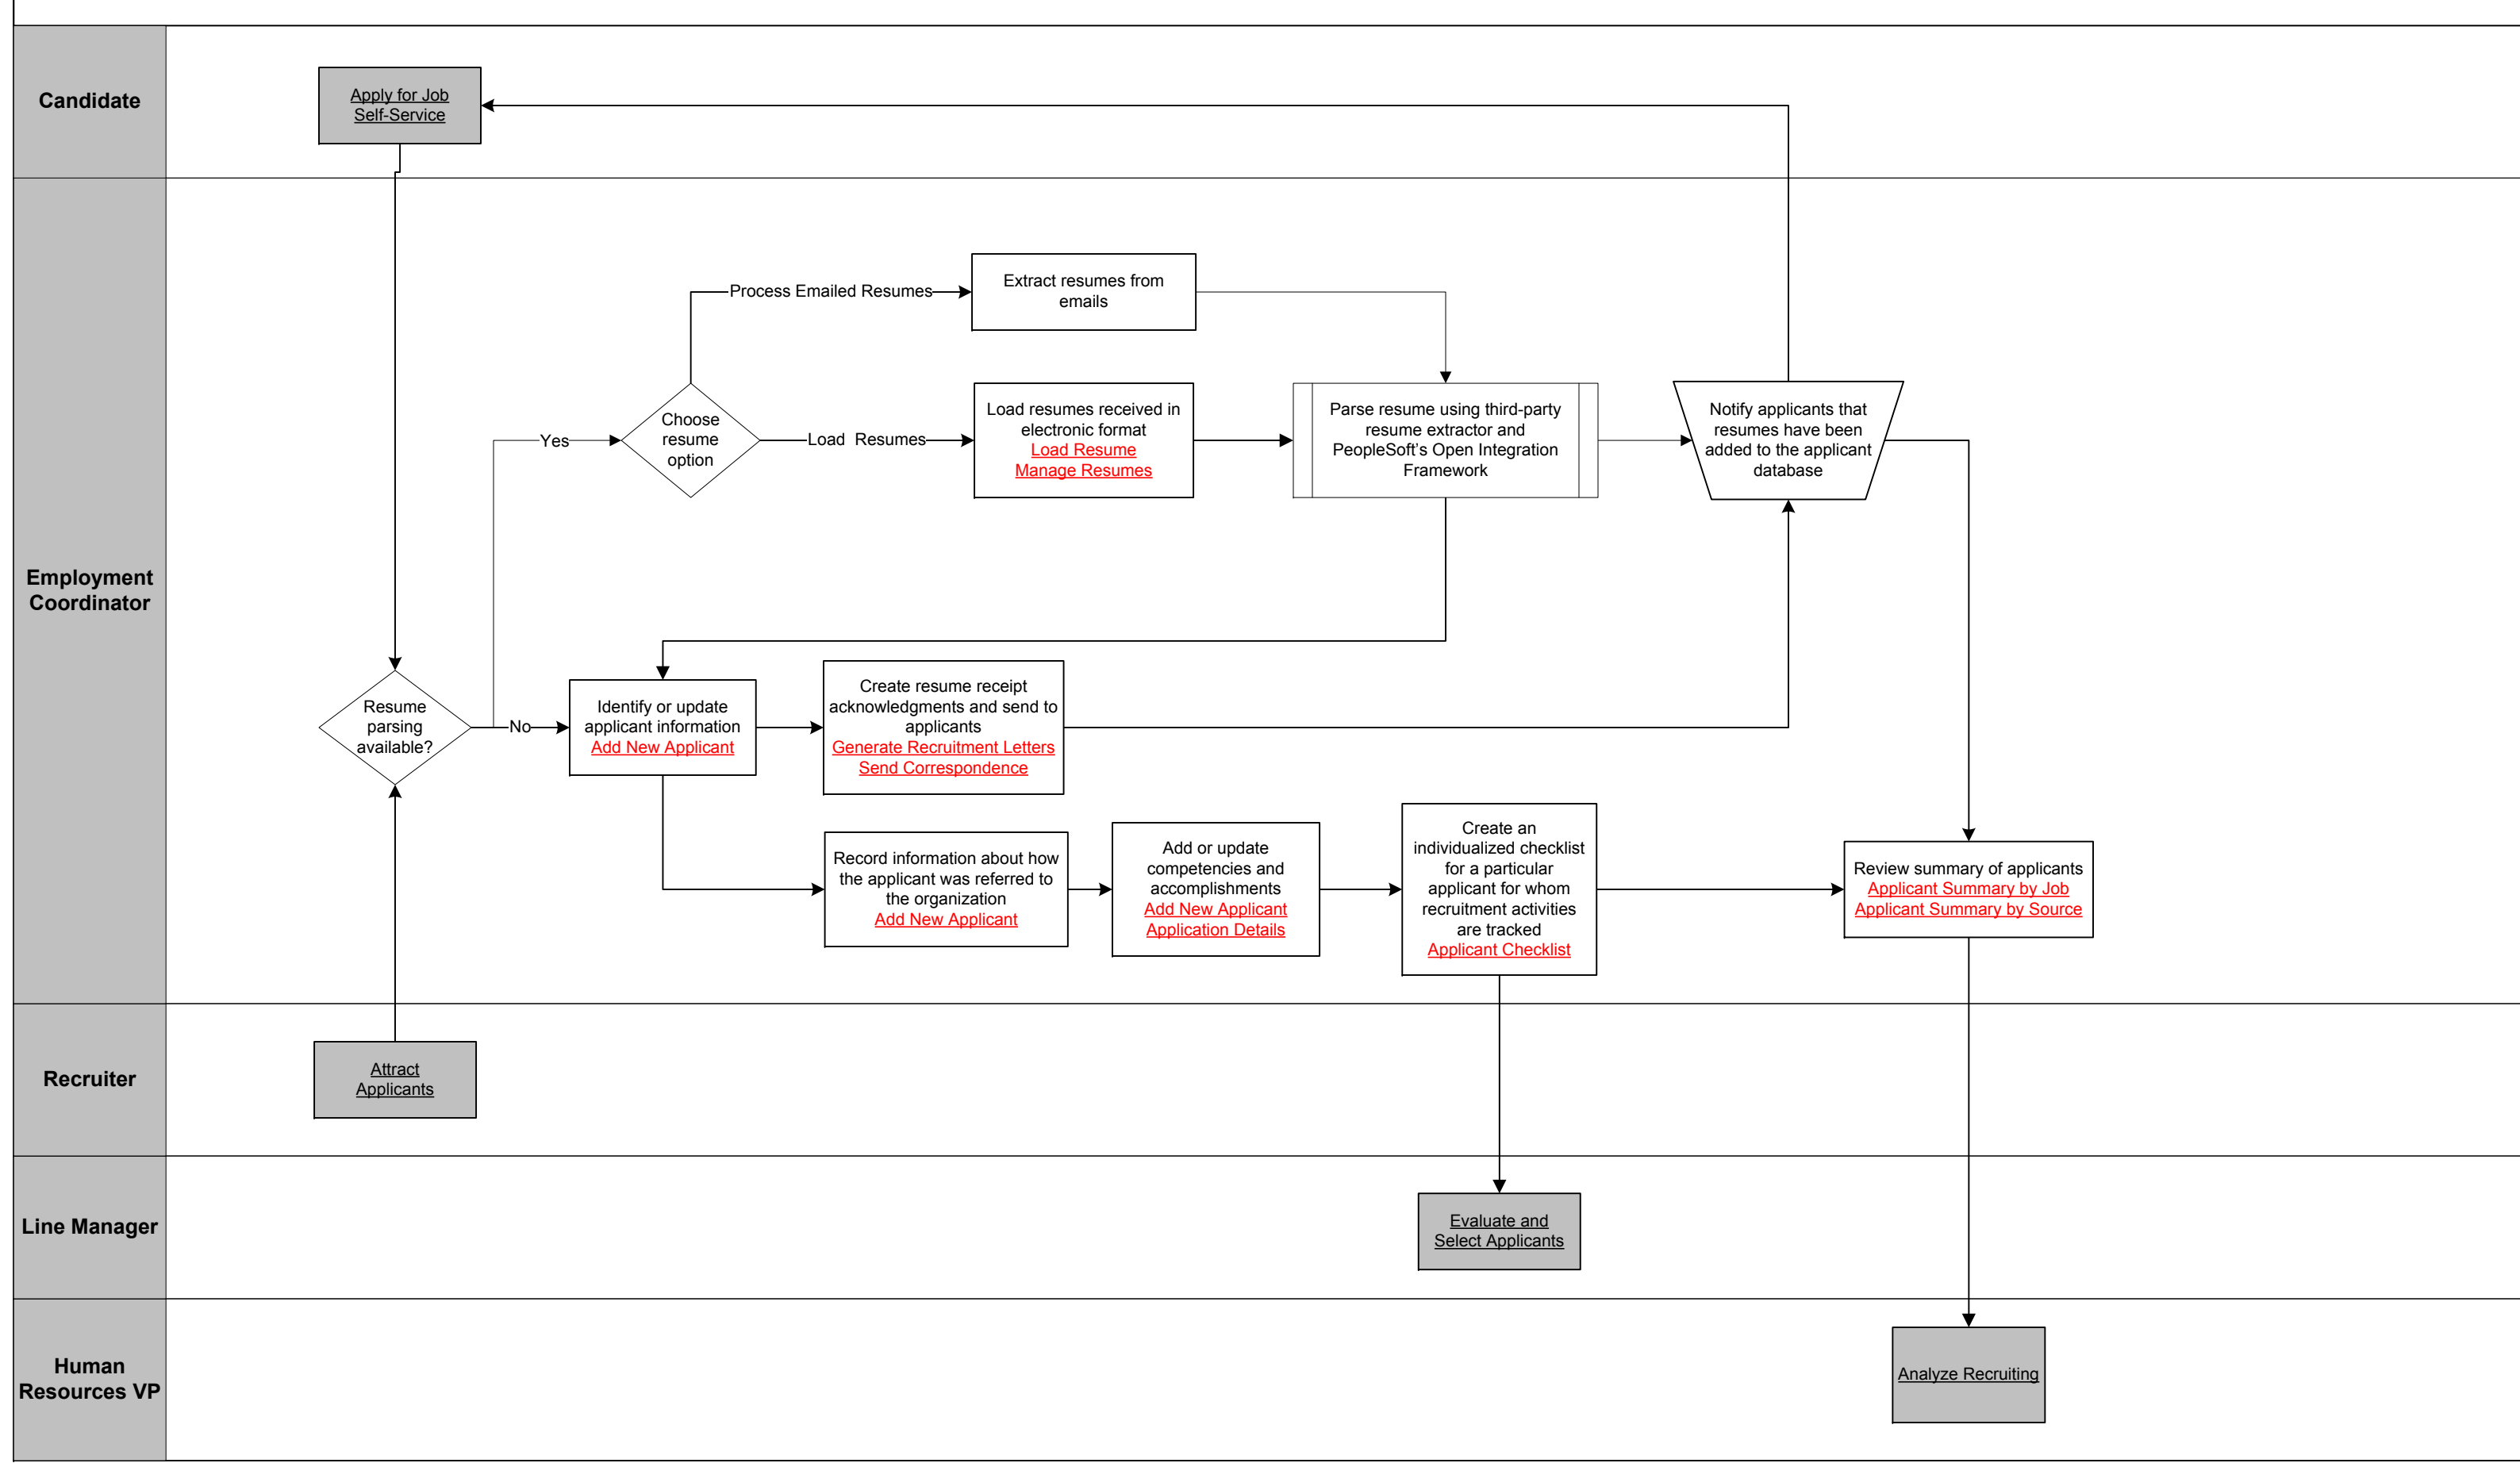 Candidate
Apply for Job
Self-Service
Employment
Coordinator
Process Emailed Resumes
Extract resumes from
emails
Yes
Choose
resume
option
Load  Resumes
Load resumes received in
electronic format
Load Resume
Manage Resumes
Parse resume using third-party
resume extractor and
PeopleSoft's Open Integration
Framework
Notify applicants that
resumes have been
added to the applicant
database
Resume
parsing
available?
No
Identify or update
applicant information
Add New Applicant
Create resume receipt
acknowledgments and send to
applicants
Generate Recruitment Letters
Send Correspondence
Record information about how
the applicant was referred to
the organization
Add New Applicant
Add or update
competencies and
accomplishments
Add New Applicant
Application Details
Create an
individualized checklist
for a particular
applicant for whom
recruitment activities
are tracked
Applicant Checklist
Review summary of applicants
Applicant Summary by Job
Applicant Summary by Source
Recruiter
Attract
Applicants
Line Manager
Evaluate and
Select Applicants
Human
Resources VP
Analyze Recruiting